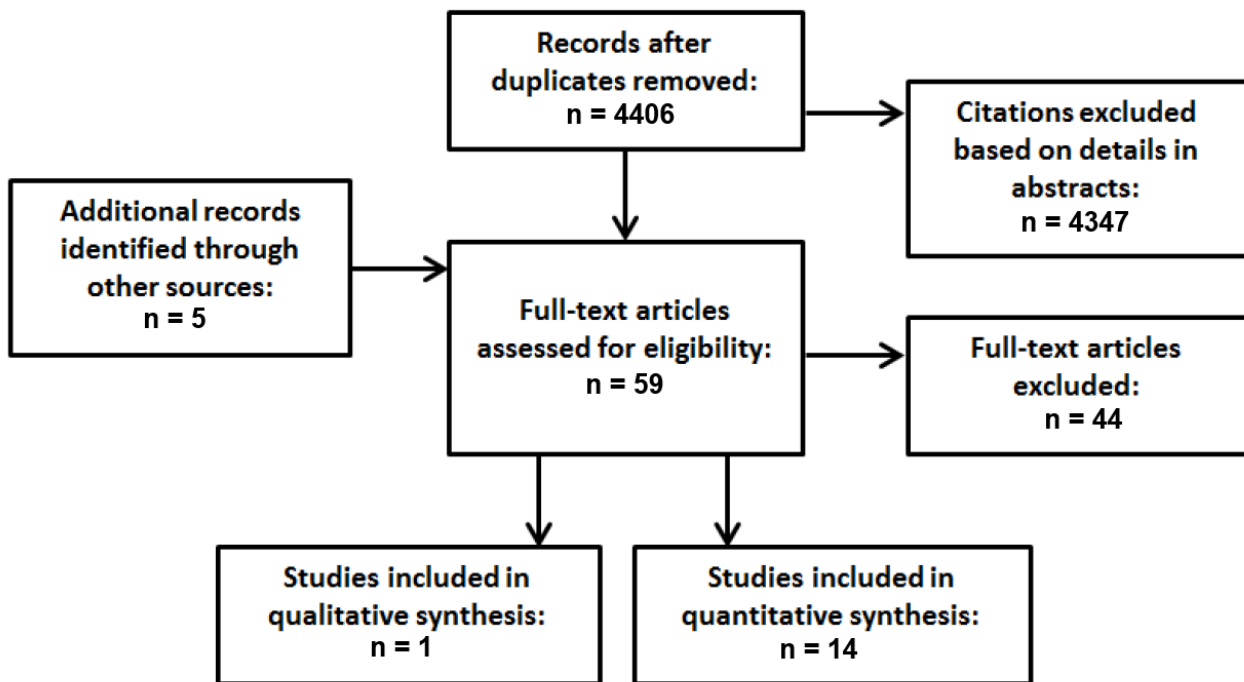 Records after
duplicates removed:
n = 4406
Citations excluded
based on details in
abstracts:
n = 4347
Additional records
identified through
other sources:
n = 5
Full-text articles
assessed for eligibility:
n = 59
Full-text articles
excluded:
n = 44
Studies included in
qualitative synthesis:
n = 1
Studies included in
quantitative synthesis:
n = 14